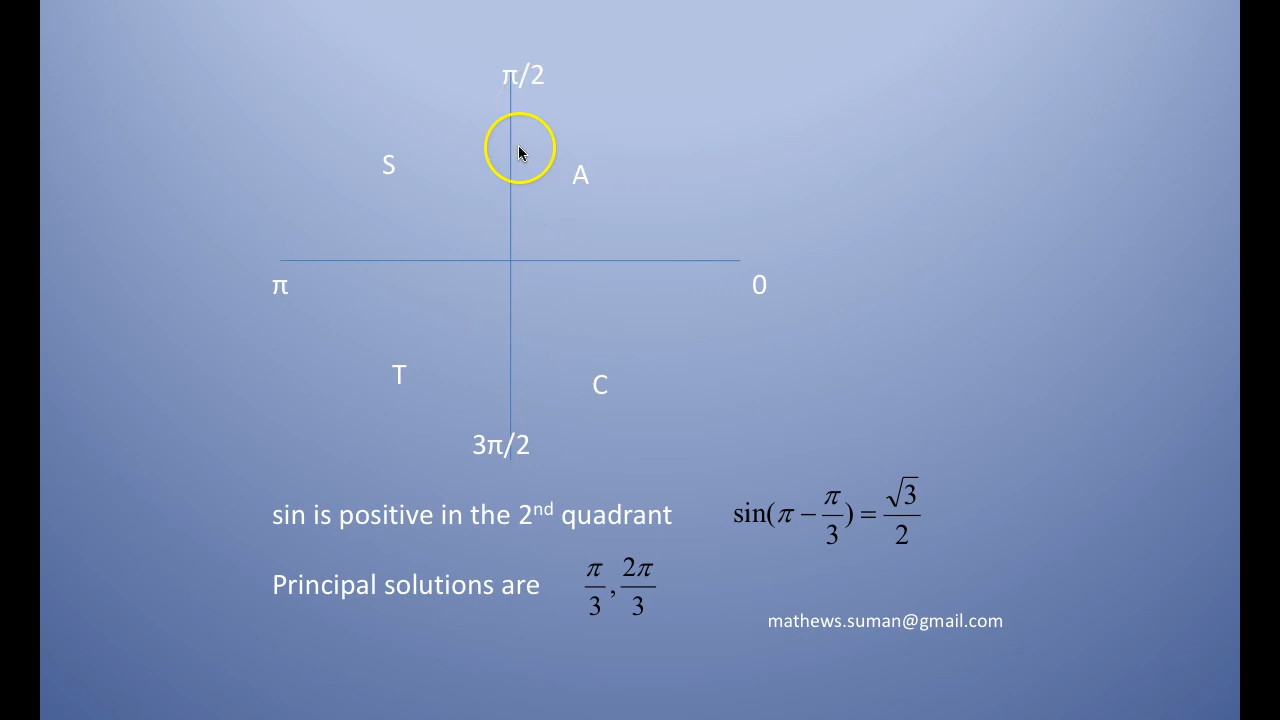 π/2
S
A
π
0
T
C
3π/2
sin is positive in the 2nd quadrant sin(π − π/3) = √3/2
Principal solutions are π/3, 2π/3
mathews.suman@gmail.com